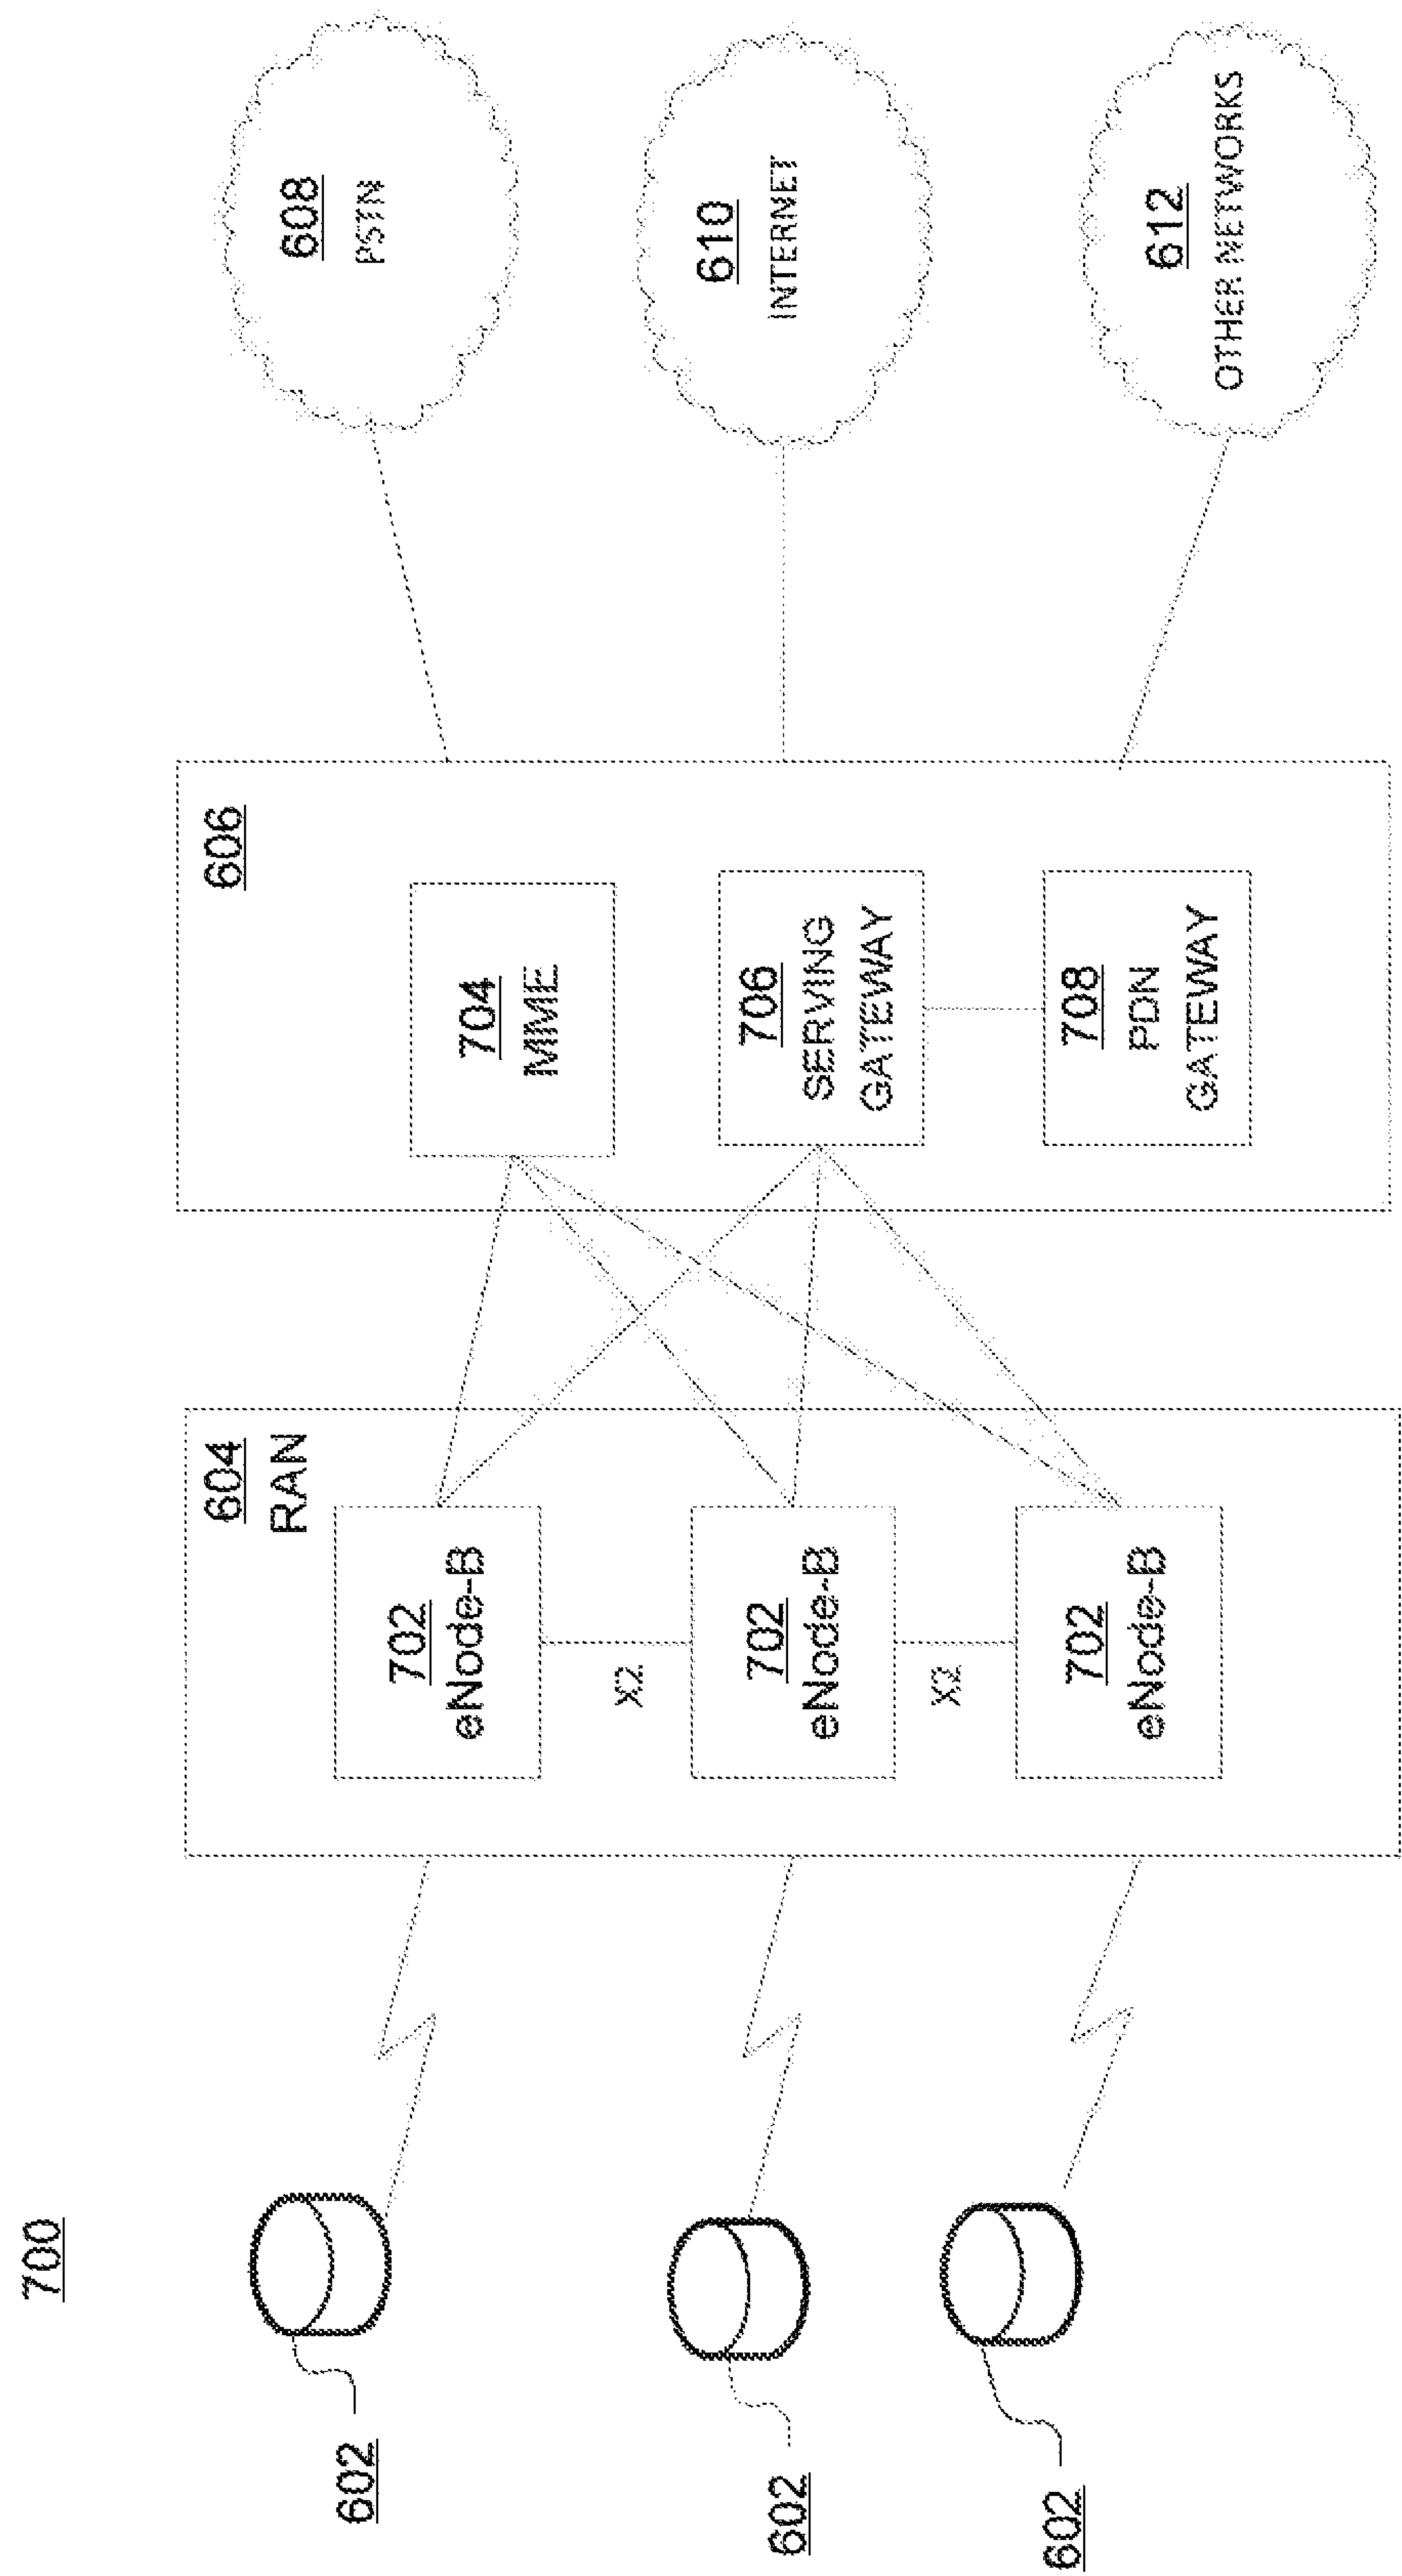 700
602
602
602
604
RAN
702
eNode-B
X2
702
eNode-B
X2
702
eNode-B
606
704
MME
706
SERVING
GATEWAY
708
PDN
GATEWAY
608
PSTN
610
INTERNET
612
OTHER NETWORKS